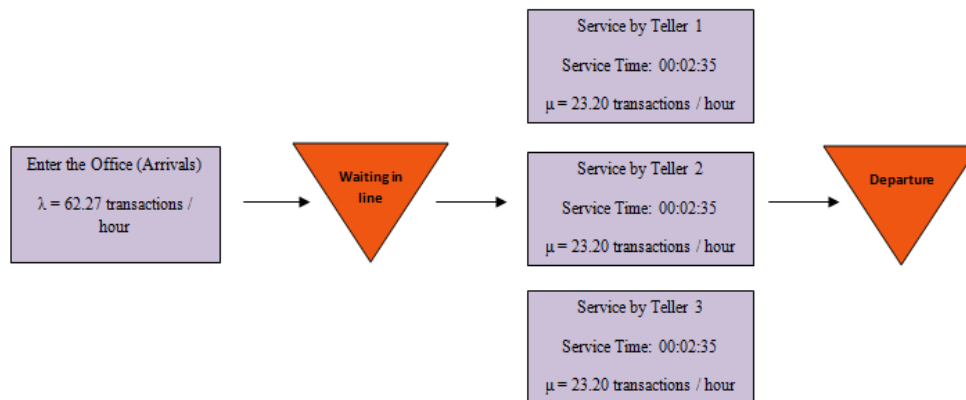 Enter the Office (Arrivals)
λ = 62.27 transactions /
hour
Waiting in
line
Service by Teller 1
Service Time: 00:02:35
μ = 23.20 transactions / hour
Service by Teller 2
Service Time: 00:02:35
μ = 23.20 transactions / hour
Service by Teller 3
Service Time: 00:02:35
μ = 23.20 transactions / hour
Departure